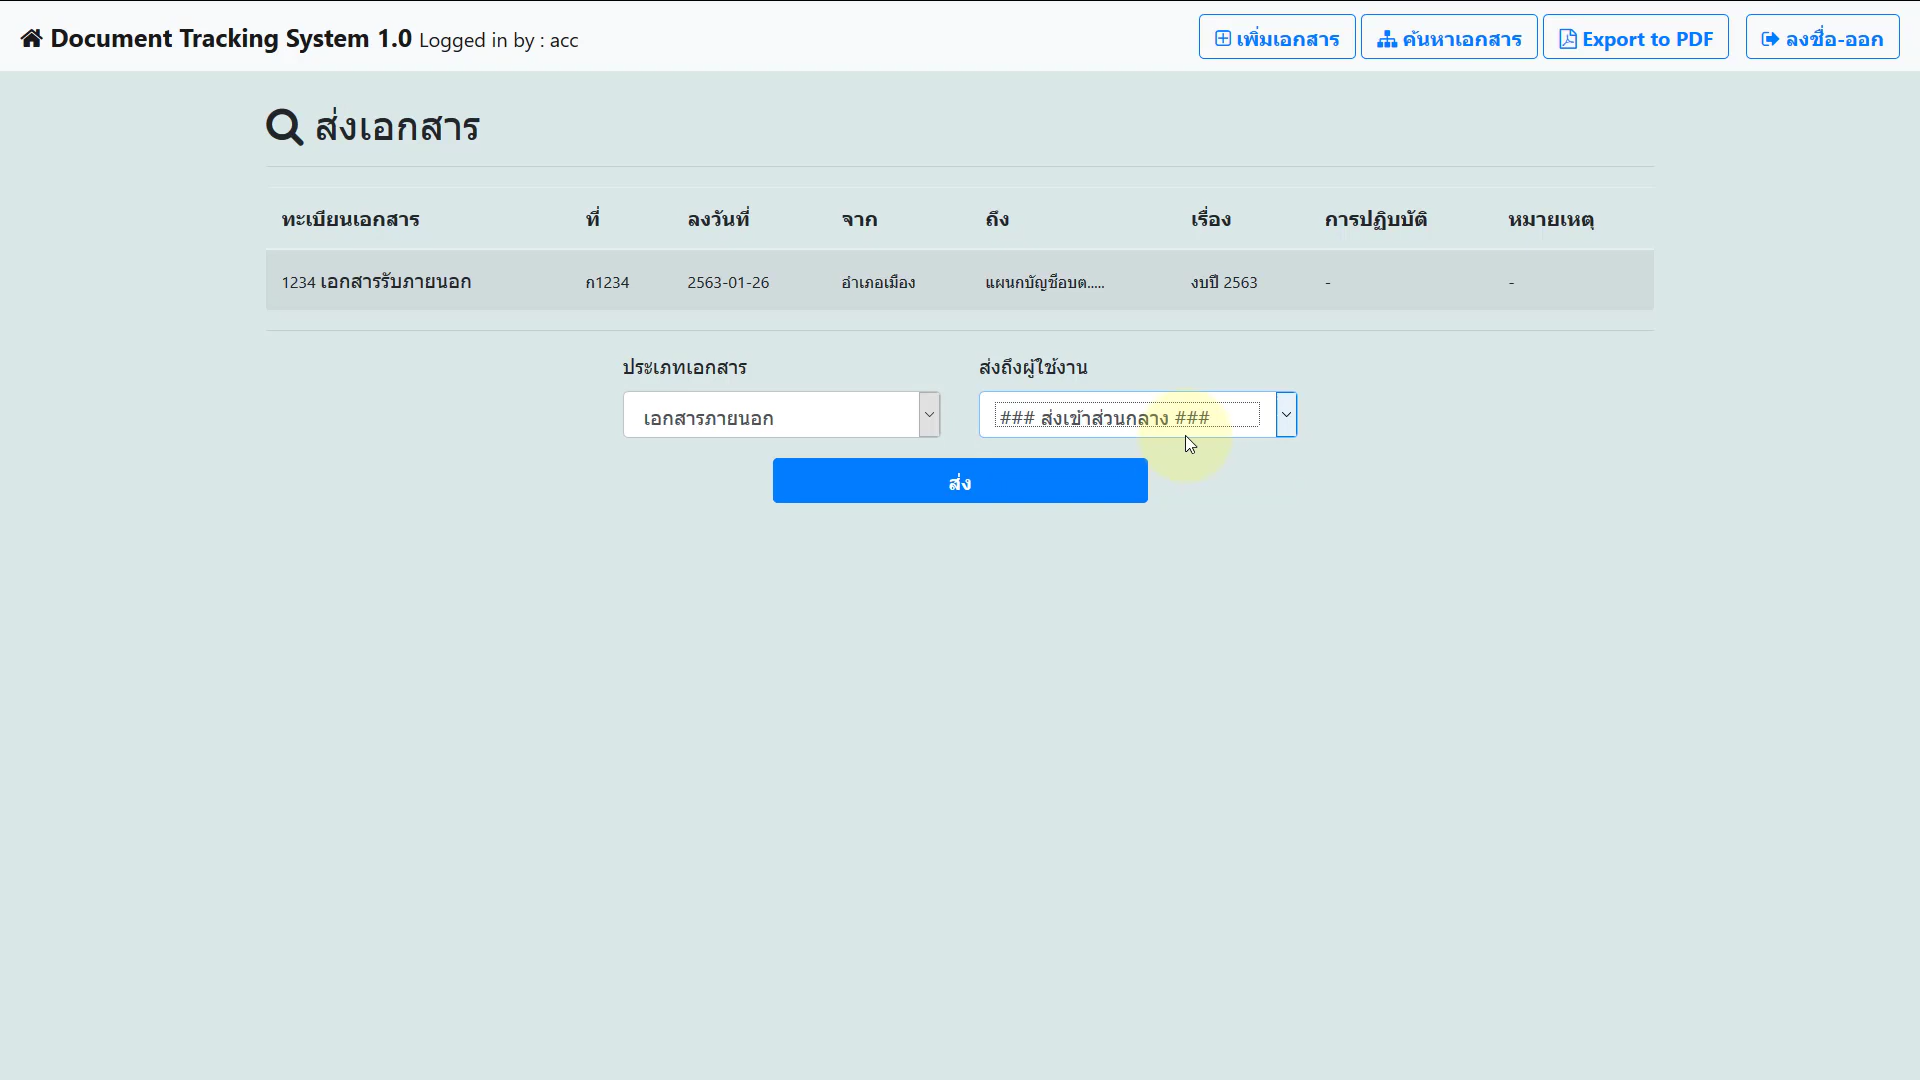 Document Tracking System 1.0 Logged in by : acc
เพิ่มเอกสาร ค้นหาเอกสาร Export to PDF ลงชื่อ-ออก
ส่งเอกสาร
ทะเบียนเอกสาร ที่ ลงวันที่ จาก ถึง เรื่อง การปฏิบัติ หมายเหตุ
1234 เอกสารรับภายนอก ก1234 2563-01-26 อำเภอเมือง แผนกบัญชีอบต..... งบปี 2563 - -
ประเภทเอกสาร ส่งถึงผู้ใช้งาน
เอกสารภายนอก ### ส่งเข้าส่วนกลาง ###
ส่ง